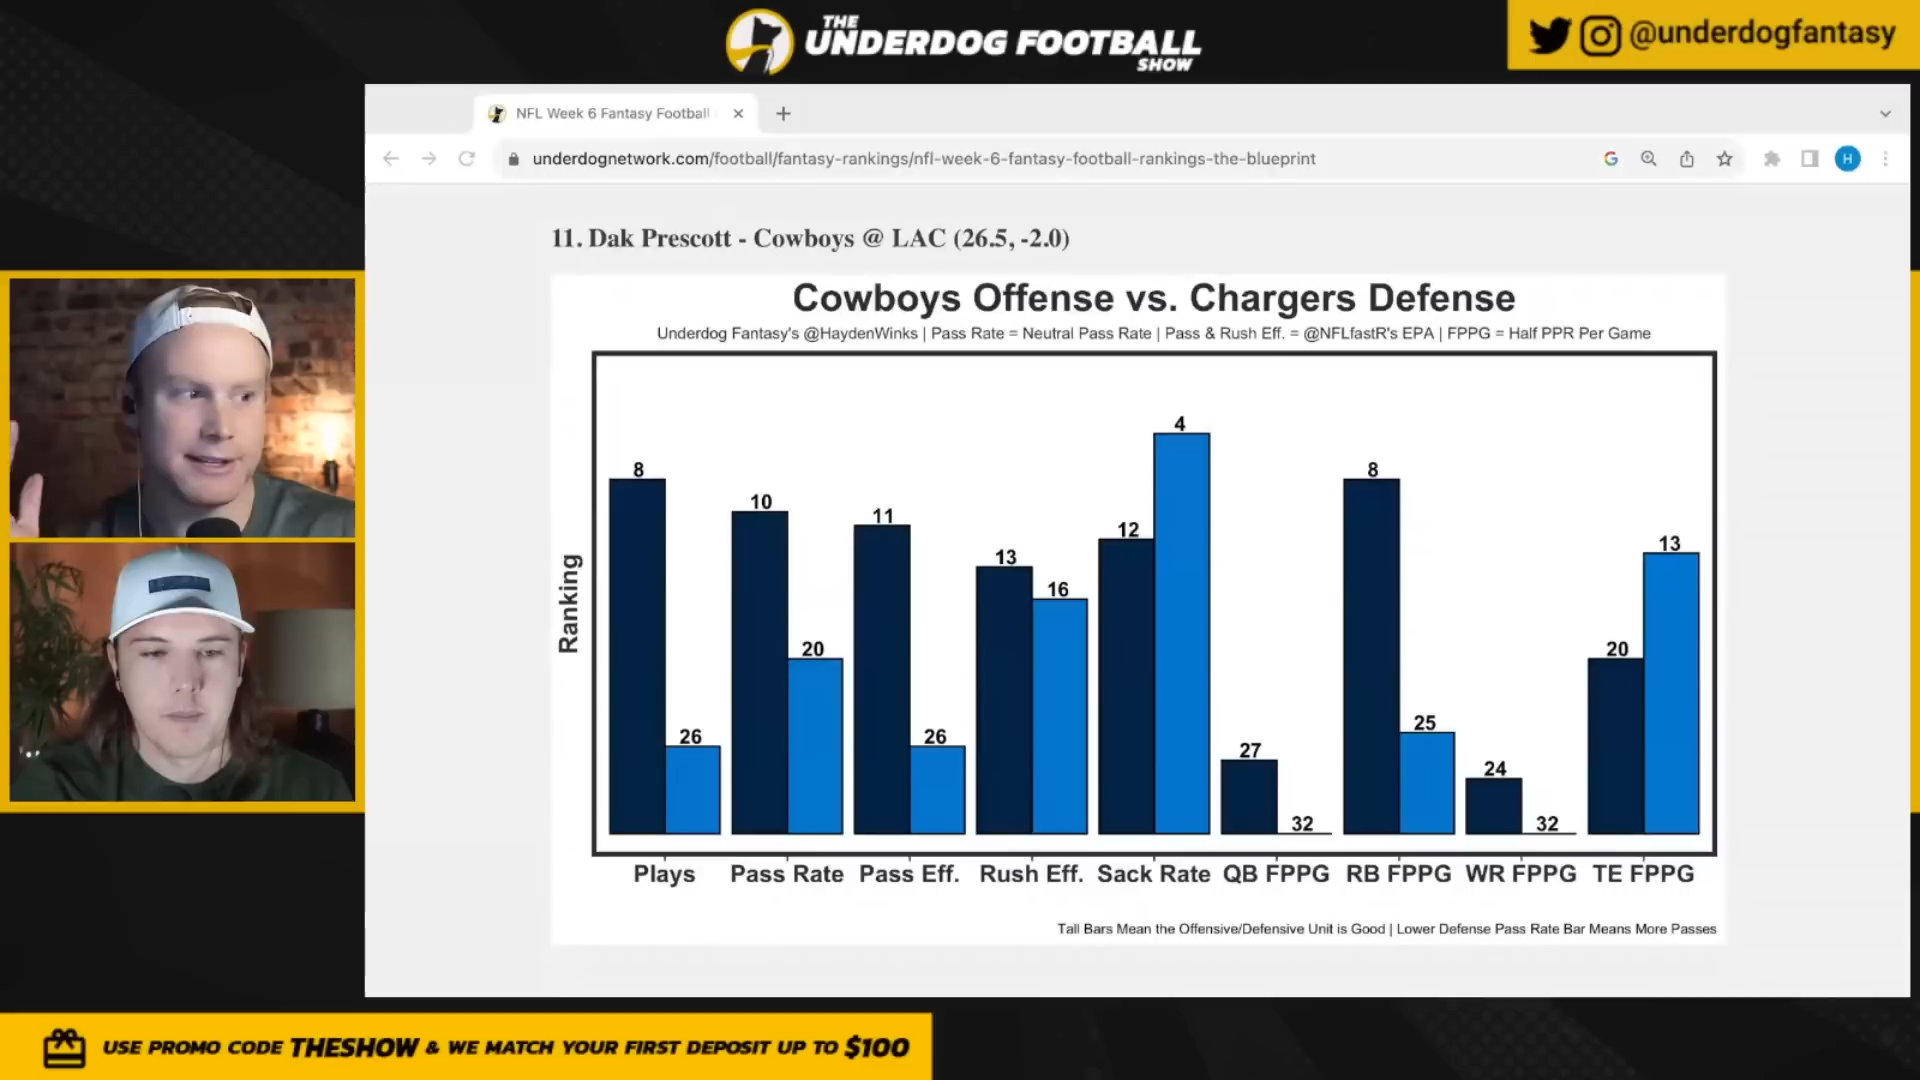 THE
UNDERDOG FOOTBALL
SHOW
@underdogfantasy
NFL Week 6 Fantasy Football
underdognetwork.com/football/fantasy-rankings/nfl-week-6-fantasy-football-rankings-the-blueprint
G
H
11. Dak Prescott - Cowboys @ LAC (26.5, -2.0)
Cowboys Offense vs. Chargers Defense
Underdog Fantasy's @HaydenWinks | Pass Rate = Neutral Pass Rate | Pass & Rush Eff. = @NFLfastR's EPA | FPPG = Half PPR Per Game
Ranking
8 26 10 20 11 26 13 16 12 4 27 32 8 25 24 32 20 13
Plays Pass Rate Pass Eff. Rush Eff. Sack Rate QB FPPG RB FPPG WR FPPG TE FPPG
Tall Bars Mean the Offensive/Defensive Unit is Good | Lower Defense Pass Rate Bar Means More Passes
USE PROMO CODE THESHOW & WE MATCH YOUR FIRST DEPOSIT UP TO $100